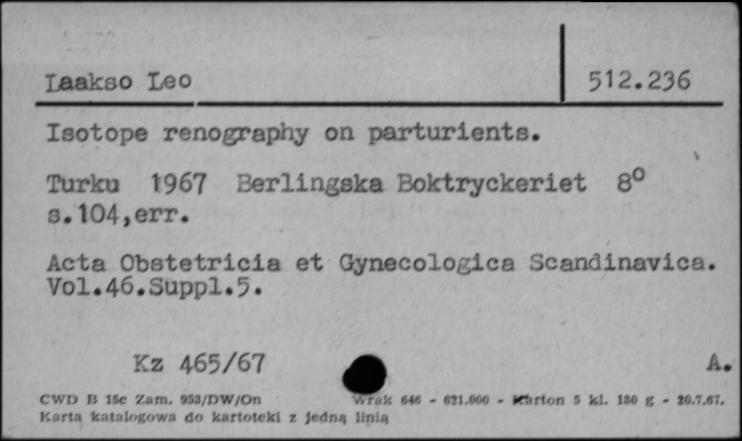 Laakso Leo 512.236
Isotope renography on parturients.
Turku 1967 Berlingska Boktryckeriet 8º
s.104,err.
Acta Obstetricia et Gynecologica Scandinavica.
Vol.46.Suppl.5.
Kz 465/67 A.
CWD B 15c Zam. 953/DW/On Wrak 646 - 621.000 - Karton 5 kl. 180 g - 20.7.67.
Karta katalogowa do kartoteki z jedną linią